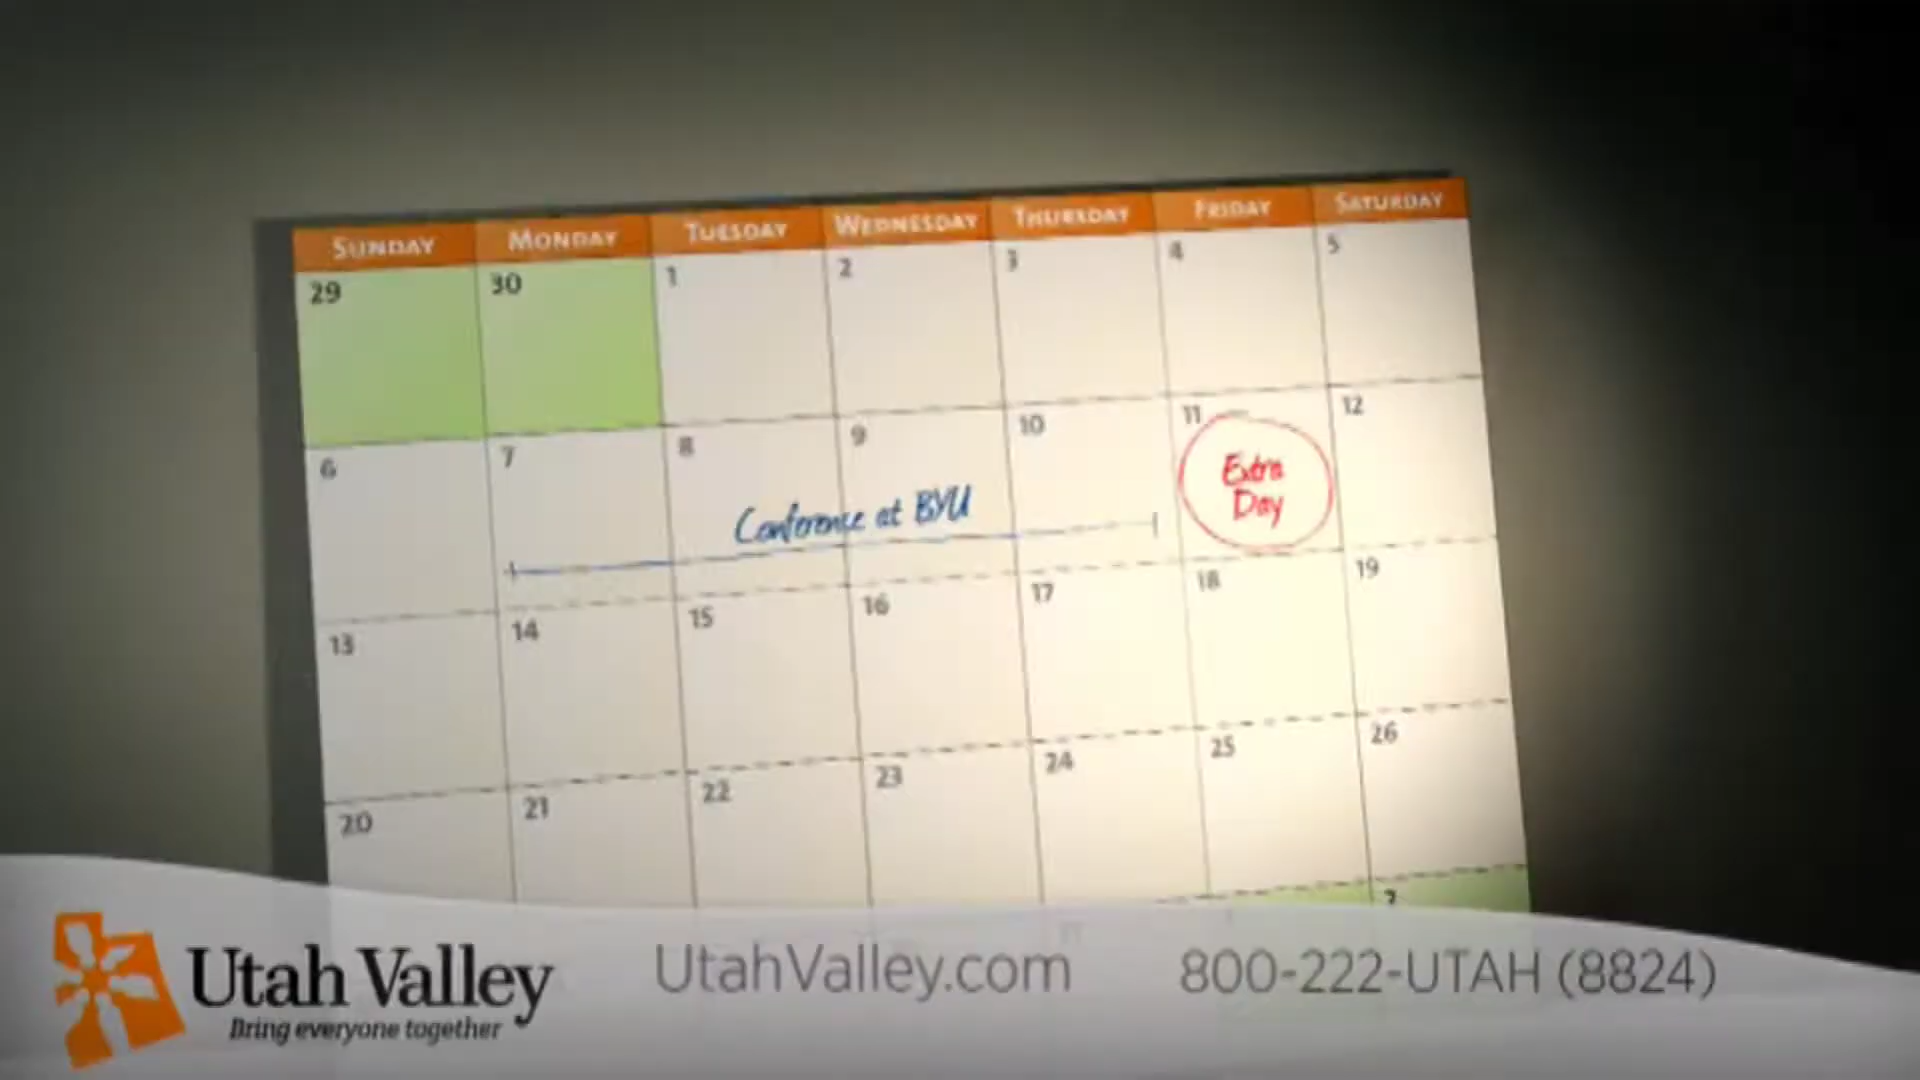 SUNDAY MONDAY TUESDAY WEDNESDAY THURSDAY FRIDAY SATURDAY
29 30 1 2 3 4 5
6 7 8 9 10 11 12
Conference at BYU
Extra
Day
13 14 15 16 17 18 19
20 21 22 23 24 25 26
2
Utah Valley
Bring everyone together
UtahValley.com
800-222-UTAH (8824)